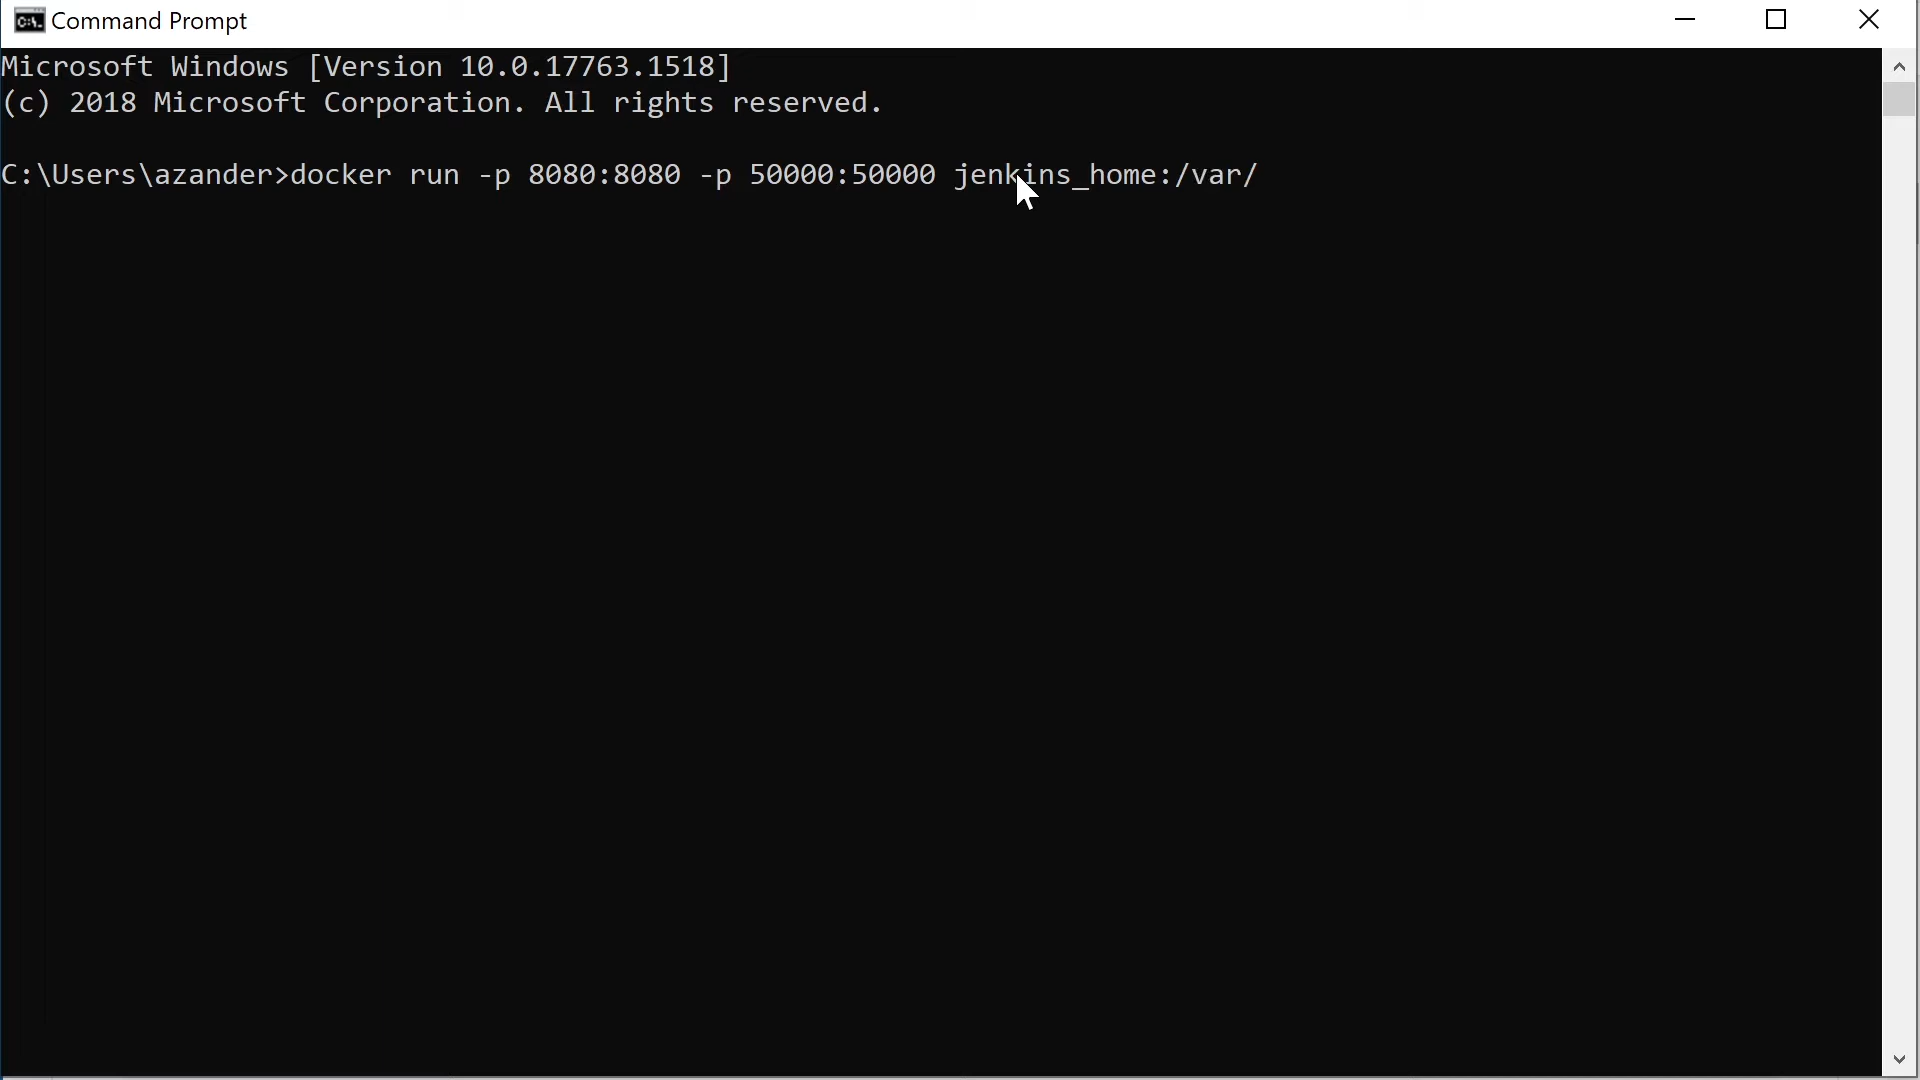 Command Prompt
Microsoft Windows [Version 10.0.17763.1518]
(c) 2018 Microsoft Corporation. All rights reserved.
C:\Users\azander>docker run -p 8080:8080 -p 50000:50000 jenkins_home:/var/